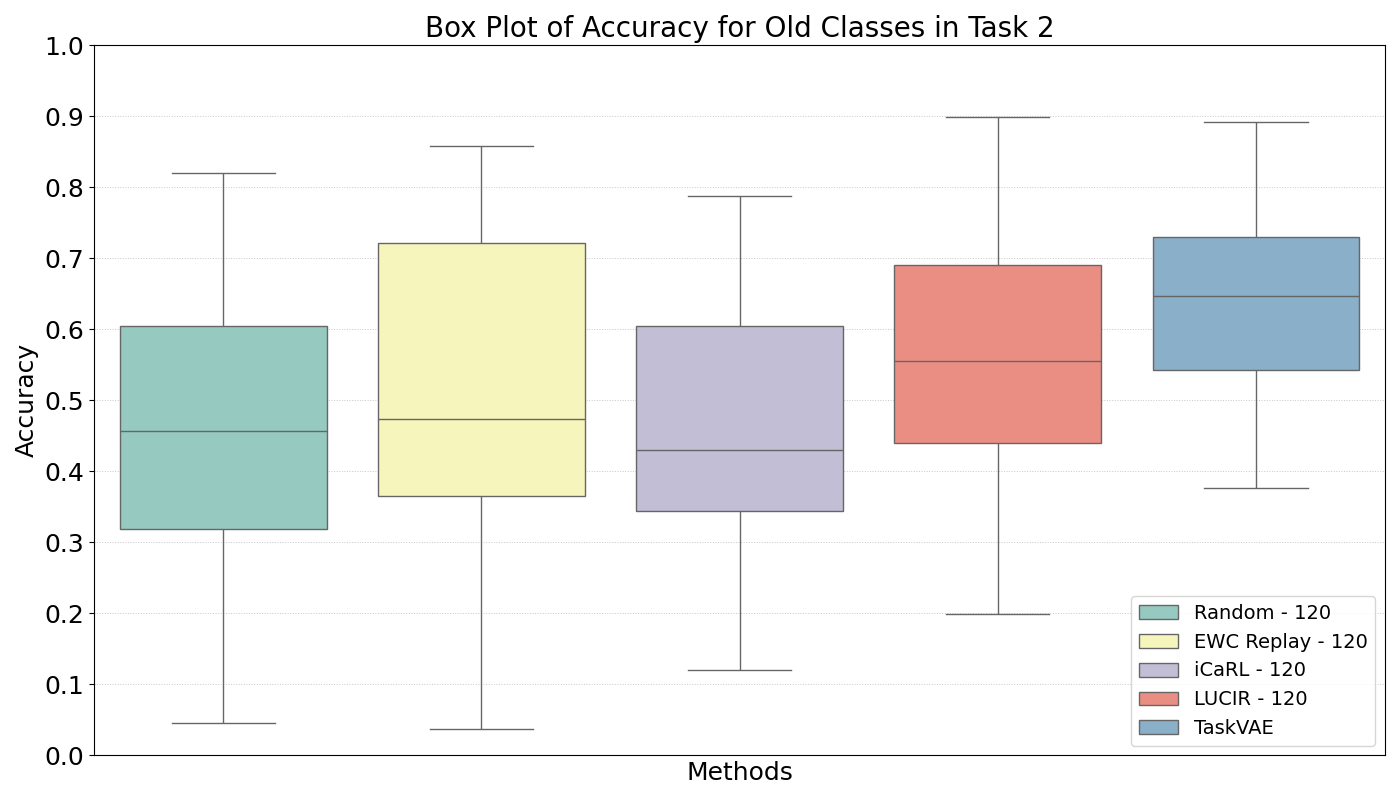 Box Plot of Accuracy for Old Classes in Task 2
1.0
0.9
0.8
0.7
0.6
0.5
0.4
0.3
0.2
0.1
0.0
Accuracy
Methods
Random - 120
EWC Replay - 120
iCaRL - 120
LUCIR - 120
TaskVAE